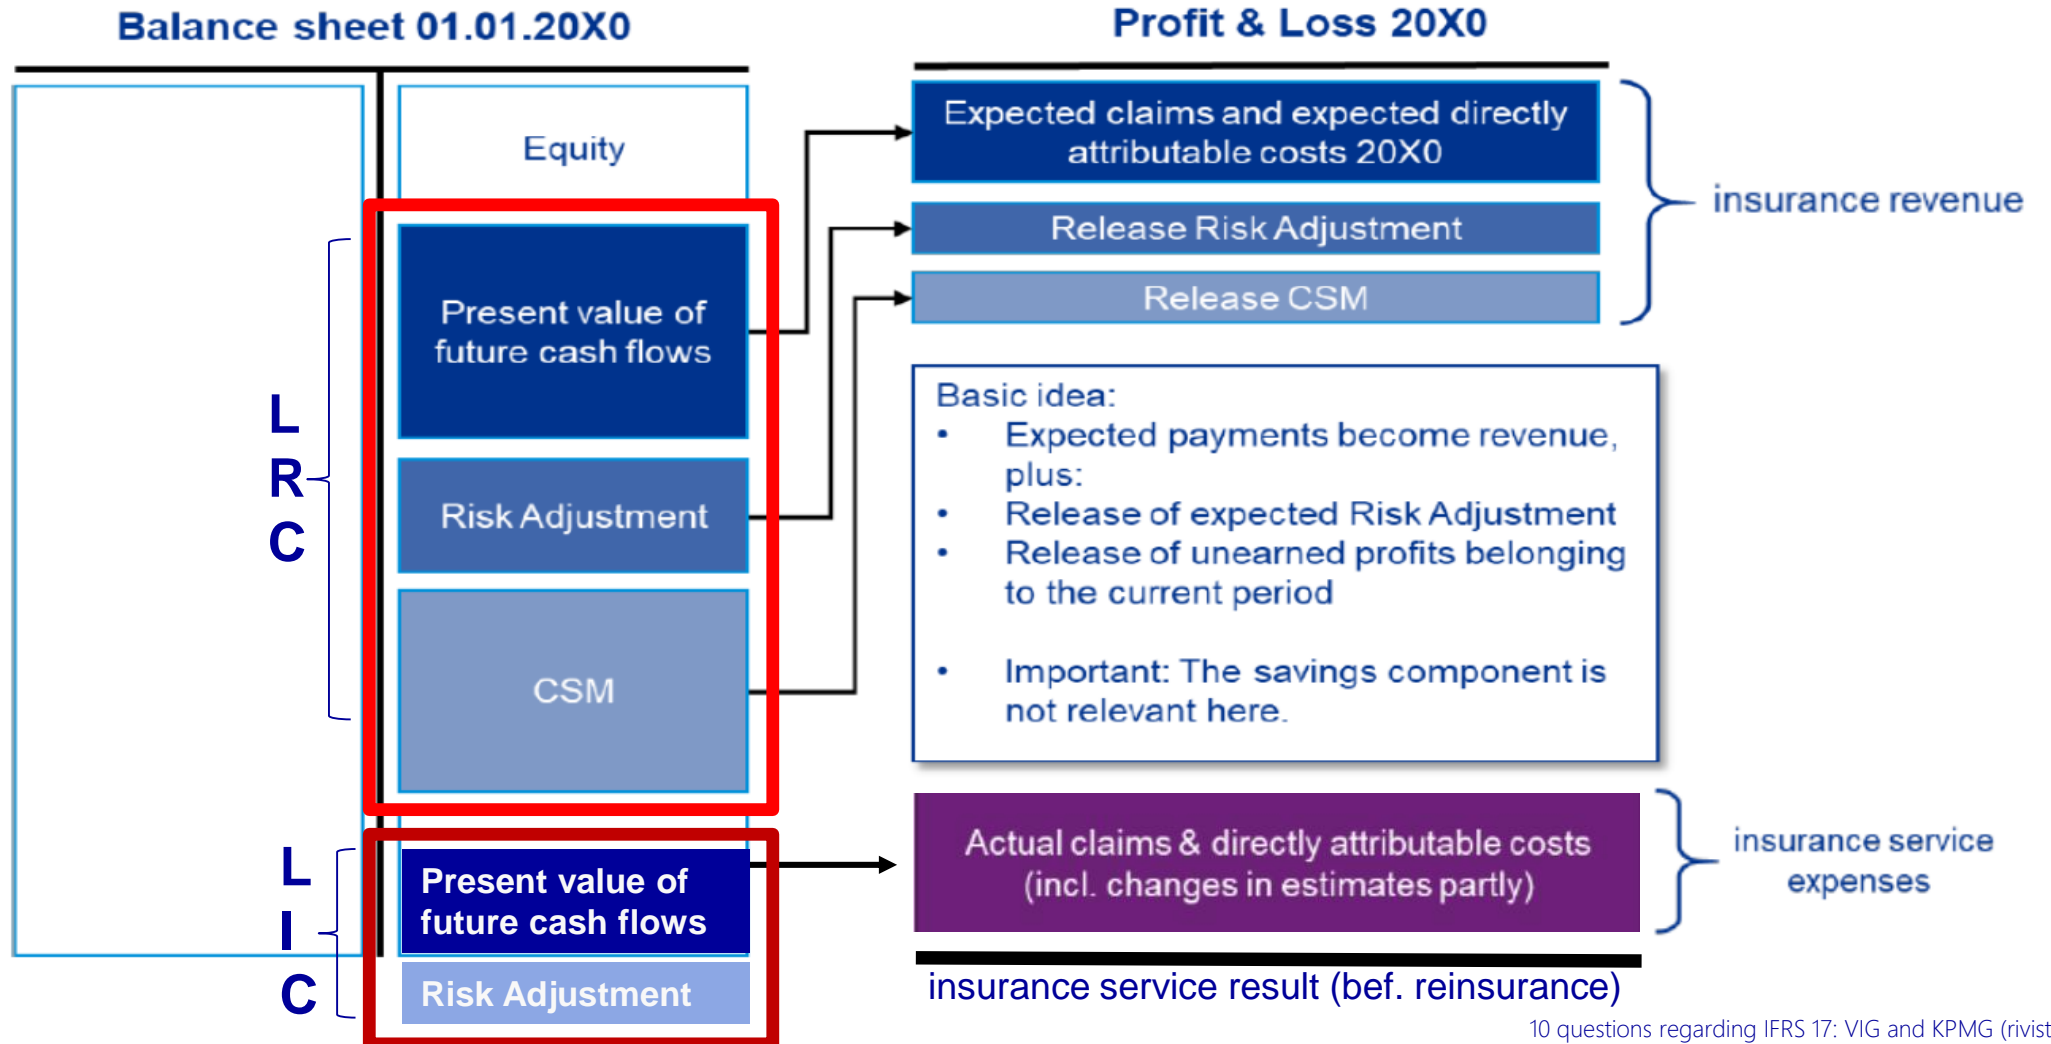 Balance sheet 01.01.20X0
Profit & Loss 20X0
Equity
L
R
C
Present value of
future cash flows
Risk Adjustment
CSM
L
I
C
Present value of
future cash flows
Risk Adjustment
Expected claims and expected directly
attributable costs 20X0
Release Risk Adjustment
Release CSM
insurance revenue
Basic idea:
• Expected payments become revenue,
plus:
• Release of expected Risk Adjustment
• Release of unearned profits belonging
to the current period
• Important: The savings component is
not relevant here.
Actual claims & directly attributable costs
(incl. changes in estimates partly)
insurance service
expenses
insurance service result (bef. reinsurance)
10 questions regarding IFRS 17: VIG and KPMG (rivist